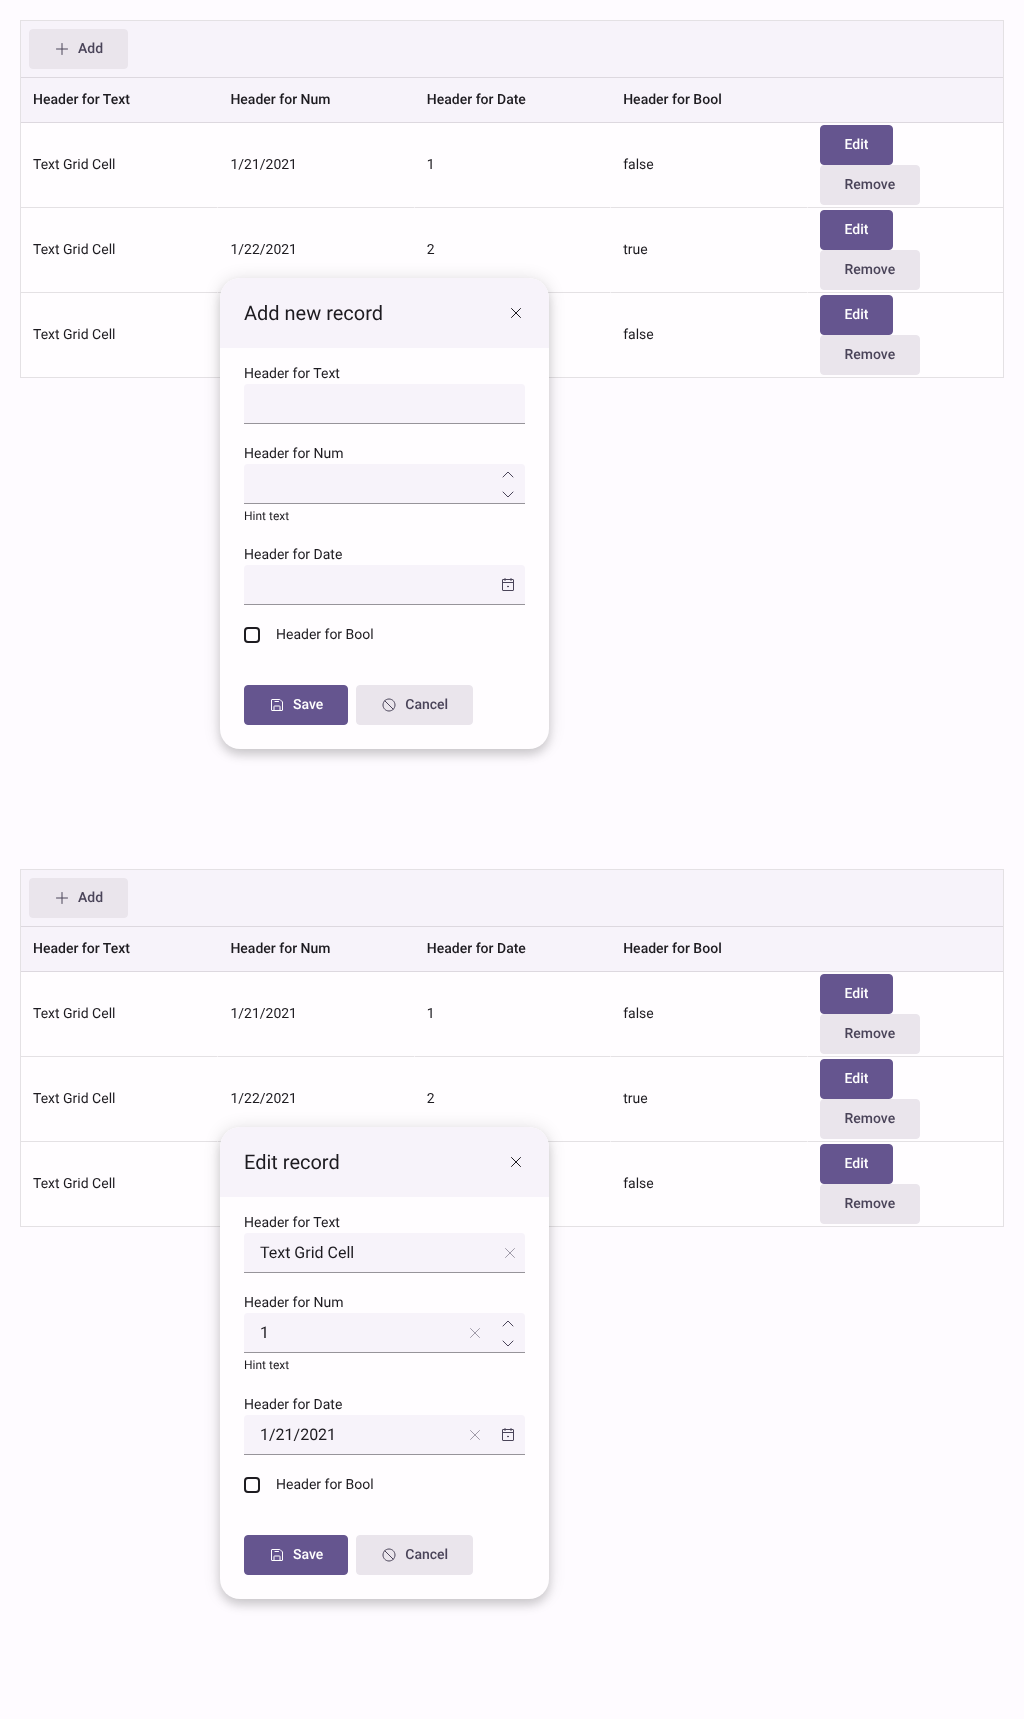 Add
Header for Text Header for Num Header for Date Header for Bool
Text Grid Cell 1/21/2021 1 false Edit
Remove
Text Grid Cell 1/22/2021 2 true Edit
Remove
Text Grid Cell false Edit
Remove
Add new record
Header for Text
Header for Num
Hint text
Header for Date
Header for Bool
Save Cancel
Add
Header for Text Header for Num Header for Date Header for Bool
Text Grid Cell 1/21/2021 1 false Edit
Remove
Text Grid Cell 1/22/2021 2 true Edit
Remove
Text Grid Cell false Edit
Remove
Edit record
Header for Text
Text Grid Cell
Header for Num
1
Hint text
Header for Date
1/21/2021
Header for Bool
Save Cancel